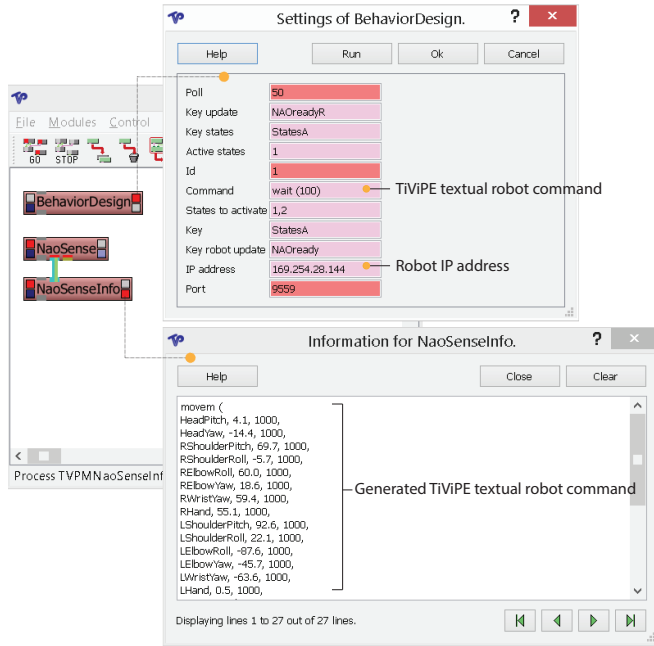 Settings of BehaviorDesign.
?
×
Help
Run
Ok
Cancel
Poll 50
Key update NAOreadyR
Key states StatesA
Active states 1
Id 1
Command wait (100)
TiViPE textual robot command
States to activate 1,2
Key StatesA
Key robot update NAOready
IP address 169.254.28.144
Robot IP address
Port 9559
File Modules Control
GO STOP
BehaviorDesign
NaoSense
NaoSenseInfo
Process TVPMNaoSenseInf
Information for NaoSenseInfo.
?
×
Help
Close
Clear
movem (
HeadPitch, 4.1, 1000,
HeadYaw, -14.4, 1000,
RShoulderPitch, 69.7, 1000,
RShoulderRoll, -5.7, 1000,
RElbowRoll, 60.0, 1000,
RElbowYaw, 18.6, 1000,
RWristYaw, 59.4, 1000,
RHand, 55.1, 1000,
LShoulderPitch, 92.6, 1000,
LShoulderRoll, 22.1, 1000,
LElbowRoll, -87.6, 1000,
LElbowYaw, -45.7, 1000,
LWristYaw, -63.6, 1000,
LHand, 0.5, 1000,
Generated TiViPE textual robot command
Displaying lines 1 to 27 out of 27 lines.